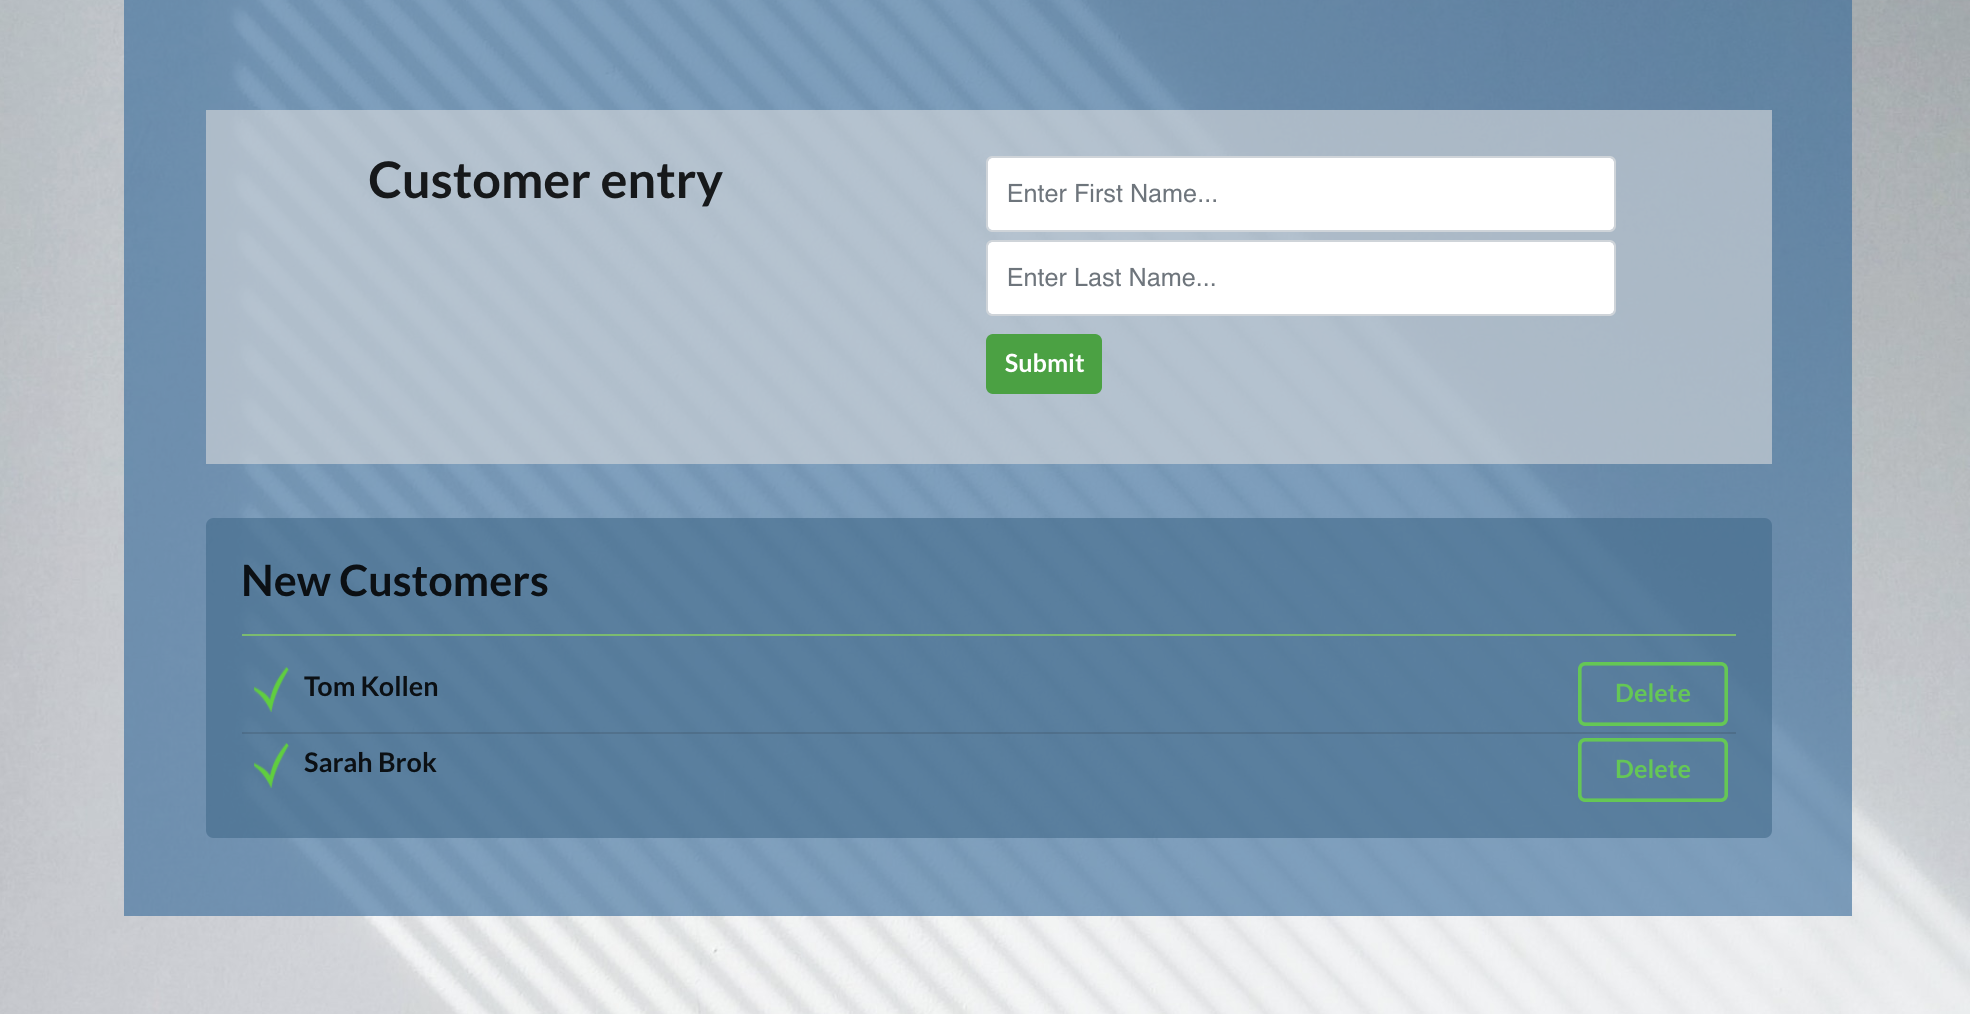 Customer entry
Enter First Name...
Enter Last Name...
Submit
New Customers
Tom Kollen
Delete
Sarah Brok
Delete